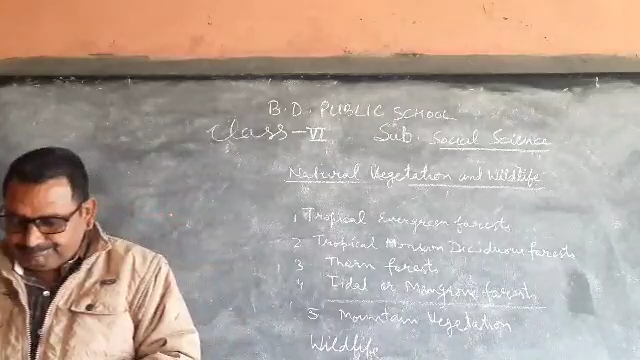 B.D. PUBLIC SCHOOL
Class-VI Sub. Social Science
Natural Vegetation and Wildlife
1 Tropical Evergreen forests
2 Tropical Monsoon Diciduous forests
3 Thorn forests
4 Tidal or Mangrove forests
5 Mountain Vegetation
Wildlife